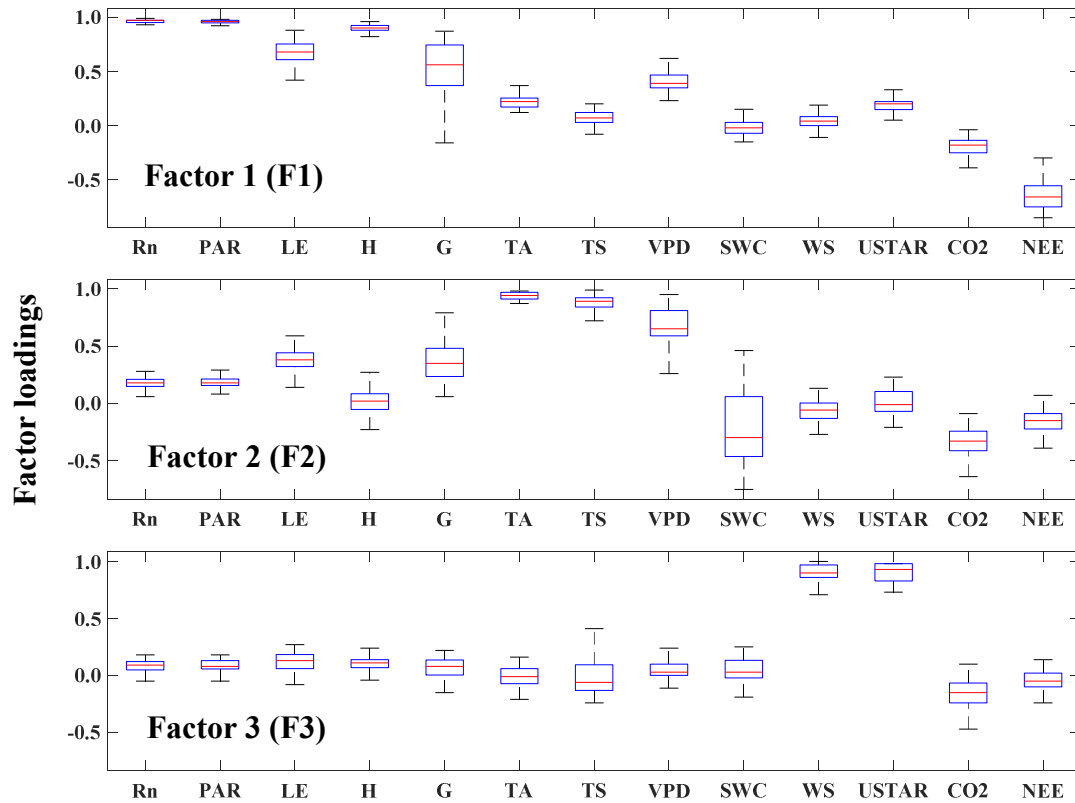 Factor loadings
1.0
0.5
0.0
-0.5
Factor 1 (F1)
Rn PAR LE H G TA TS VPD SWC WS USTAR CO2 NEE
1.0
0.5
0.0
-0.5
Factor 2 (F2)
Rn PAR LE H G TA TS VPD SWC WS USTAR CO2 NEE
1.0
0.5
0.0
-0.5
Factor 3 (F3)
Rn PAR LE H G TA TS VPD SWC WS USTAR CO2 NEE